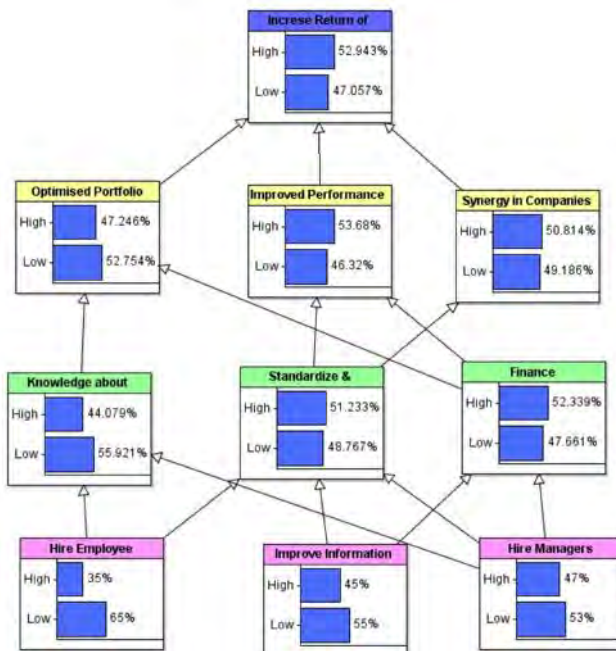 Increse Return of
High 52.943%
Low 47.057%
Optimised Portfolio
High 47.246%
Low 52.754%
Improved Performance
High 53.68%
Low 46.32%
Synergy in Companies
High 50.814%
Low 49.186%
Knowledge about
High 44.079%
Low 55.921%
Standardize &
High 51.233%
Low 48.767%
Finance
High 52.339%
Low 47.661%
Hire Employee
High 35%
Low 65%
Improve Information
High 45%
Low 55%
Hire Managers
High 47%
Low 53%